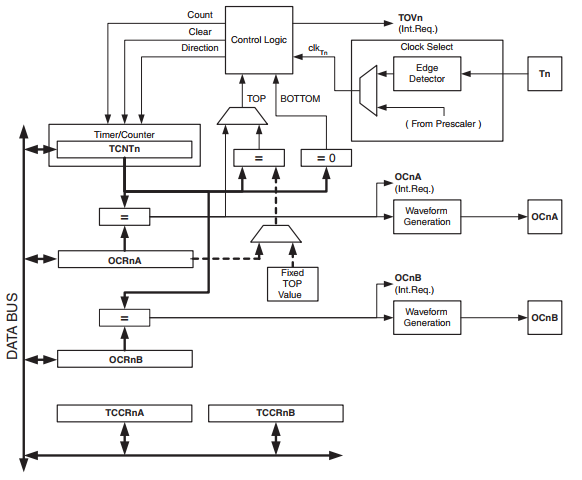 Count
Clear
Direction
Control Logic
TOVn
(Int.Req.)
clkTn
Clock Select
Edge
Detector
Tn
( From Prescaler )
TOP
BOTTOM
Timer/Counter
TCNTn
=
= 0
OCnA
(Int.Req.)
=
Waveform
Generation
OCnA
OCRnA
Fixed
TOP
Value
OCnB
(Int.Req.)
=
Waveform
Generation
OCnB
OCRnB
DATA BUS
TCCRnA
TCCRnB